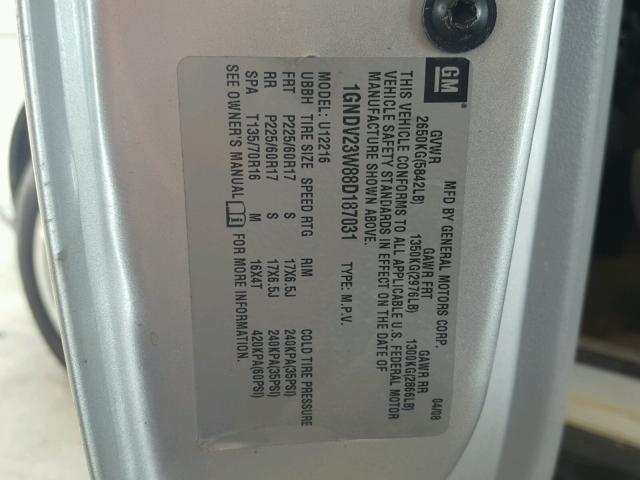 GM
MFD BY GENERAL MOTORS CORP. 04/08
GVWR GAWR FRT GAWR RR
2650KG(5842LB) 1350KG(2976LB) 1300KG(2866LB)
THIS VEHICLE CONFORMS TO ALL APPLICABLE U.S. FEDERAL MOTOR
VEHICLE SAFETY STANDARDS IN EFFECT ON THE DATE OF
MANUFACTURE SHOWN ABOVE.
1GNDV23W88D187031 TYPE: M.P.V.
MODEL: U12216
UBBH TIRE SIZE SPEED RTG RIM COLD TIRE PRESSURE
FRT P225/60R17 S 17X6.5J 240KPA(35PSI)
RR P225/60R17 S 17X6.5J 240KPA(35PSI)
SPA T135/70R16 M 16X4T 420KPA(60PSI)
SEE OWNER'S MANUAL FOR MORE INFORMATION.